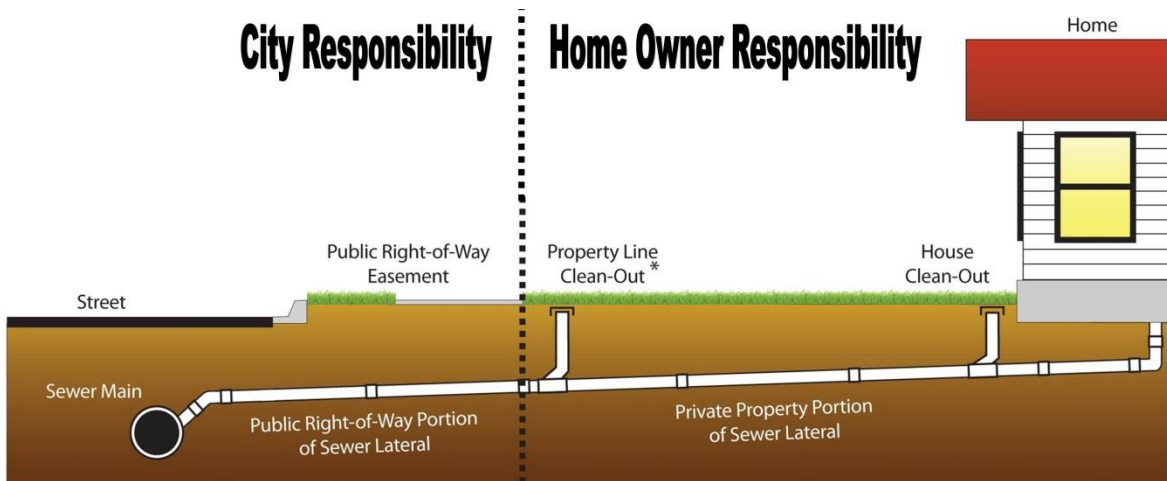 City Responsibility
Home Owner Responsibility
Home
Public Right-of-Way
Easement
Property Line
Clean-Out *
House
Clean-Out
Street
Sewer Main
Public Right-of-Way Portion
of Sewer Lateral
Private Property Portion
of Sewer Lateral